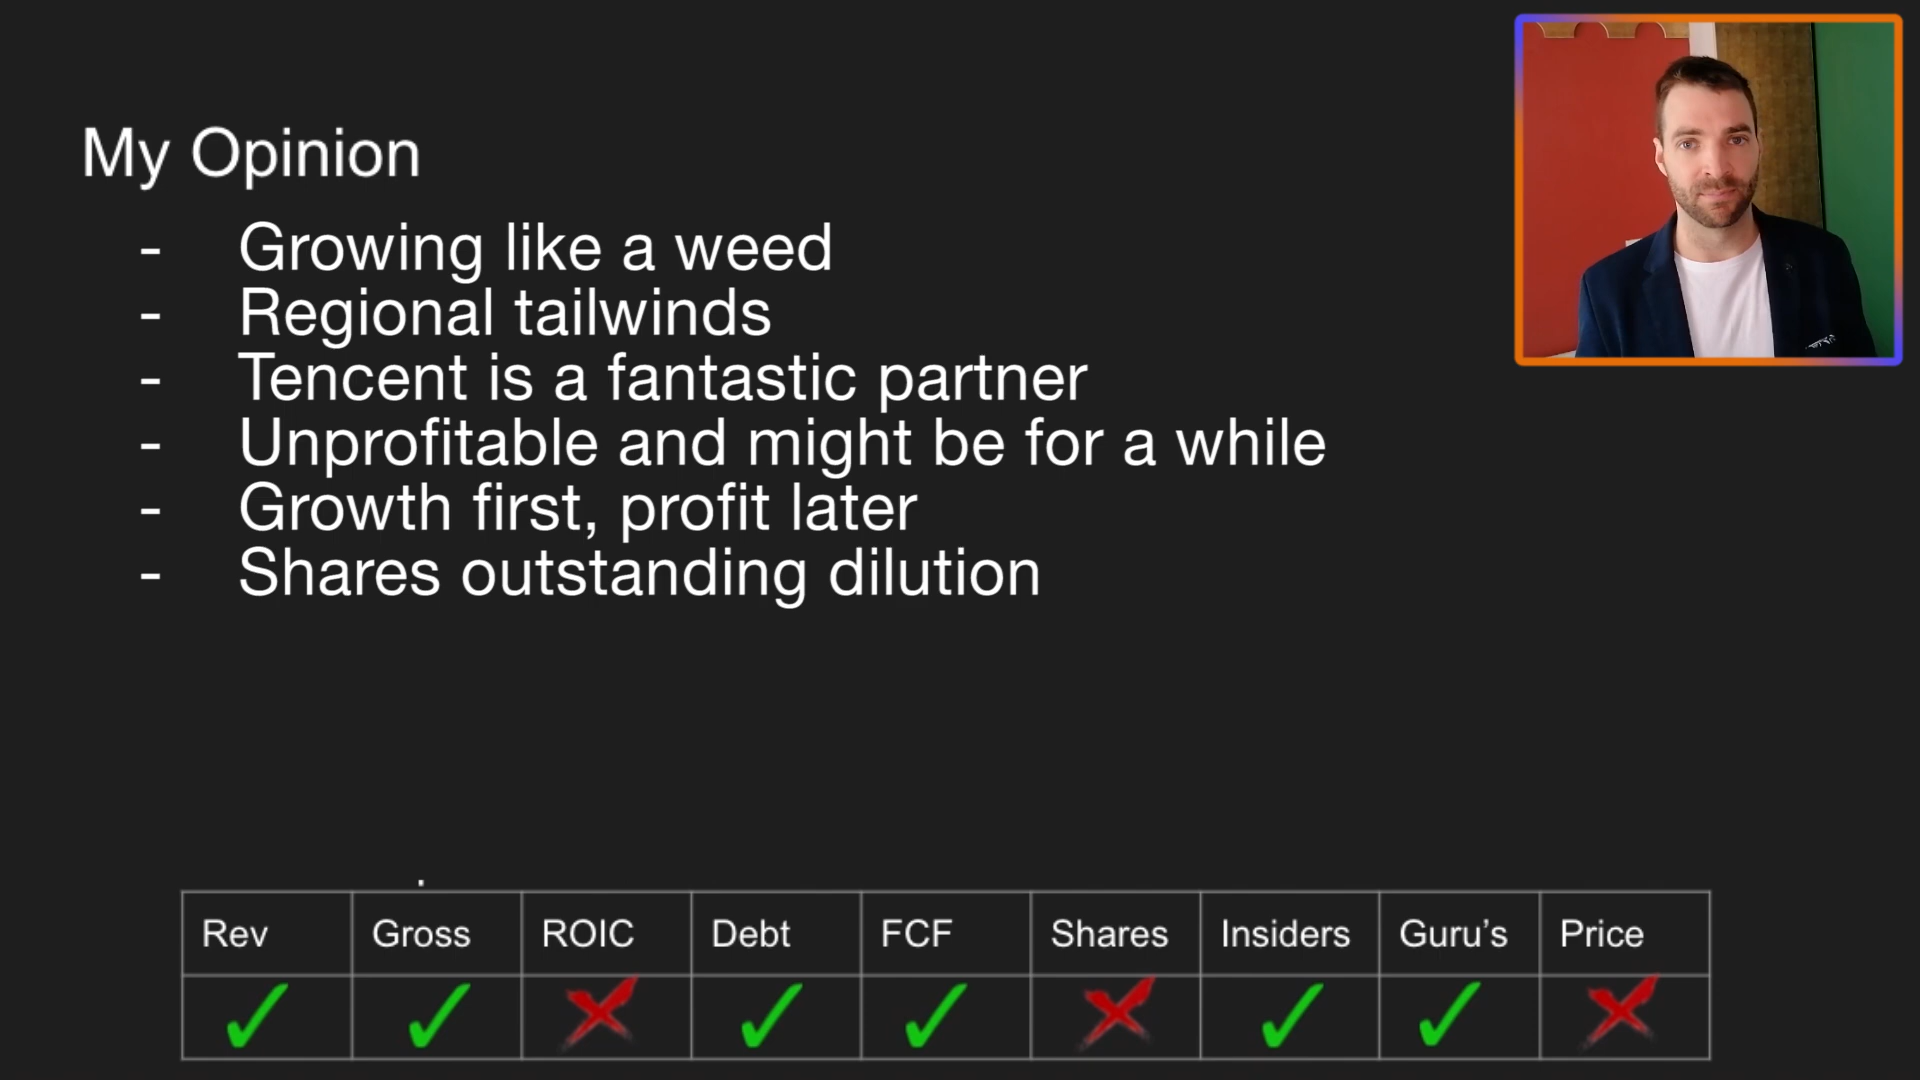 My Opinion
- Growing like a weed
- Regional tailwinds
- Tencent is a fantastic partner
- Unprofitable and might be for a while
- Growth first, profit later
- Shares outstanding dilution
.
Rev Gross ROIC Debt FCF Shares Insiders Guru’s Price